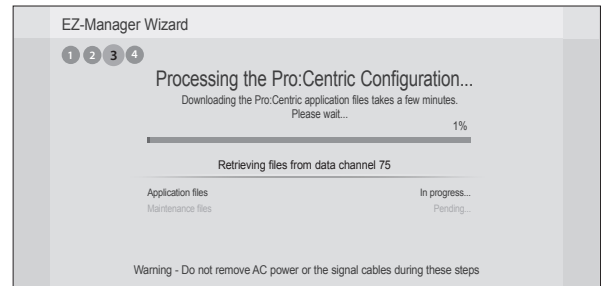 EZ-Manager Wizard
1 2 3 4
Processing the Pro:Centric Configuration...
Downloading the Pro:Centric application files takes a few minutes.
Please wait...
1%
Retrieving files from data channel 75
Application files In progress...
Maintenance files Pending...
Warning - Do not remove AC power or the signal cables during these steps